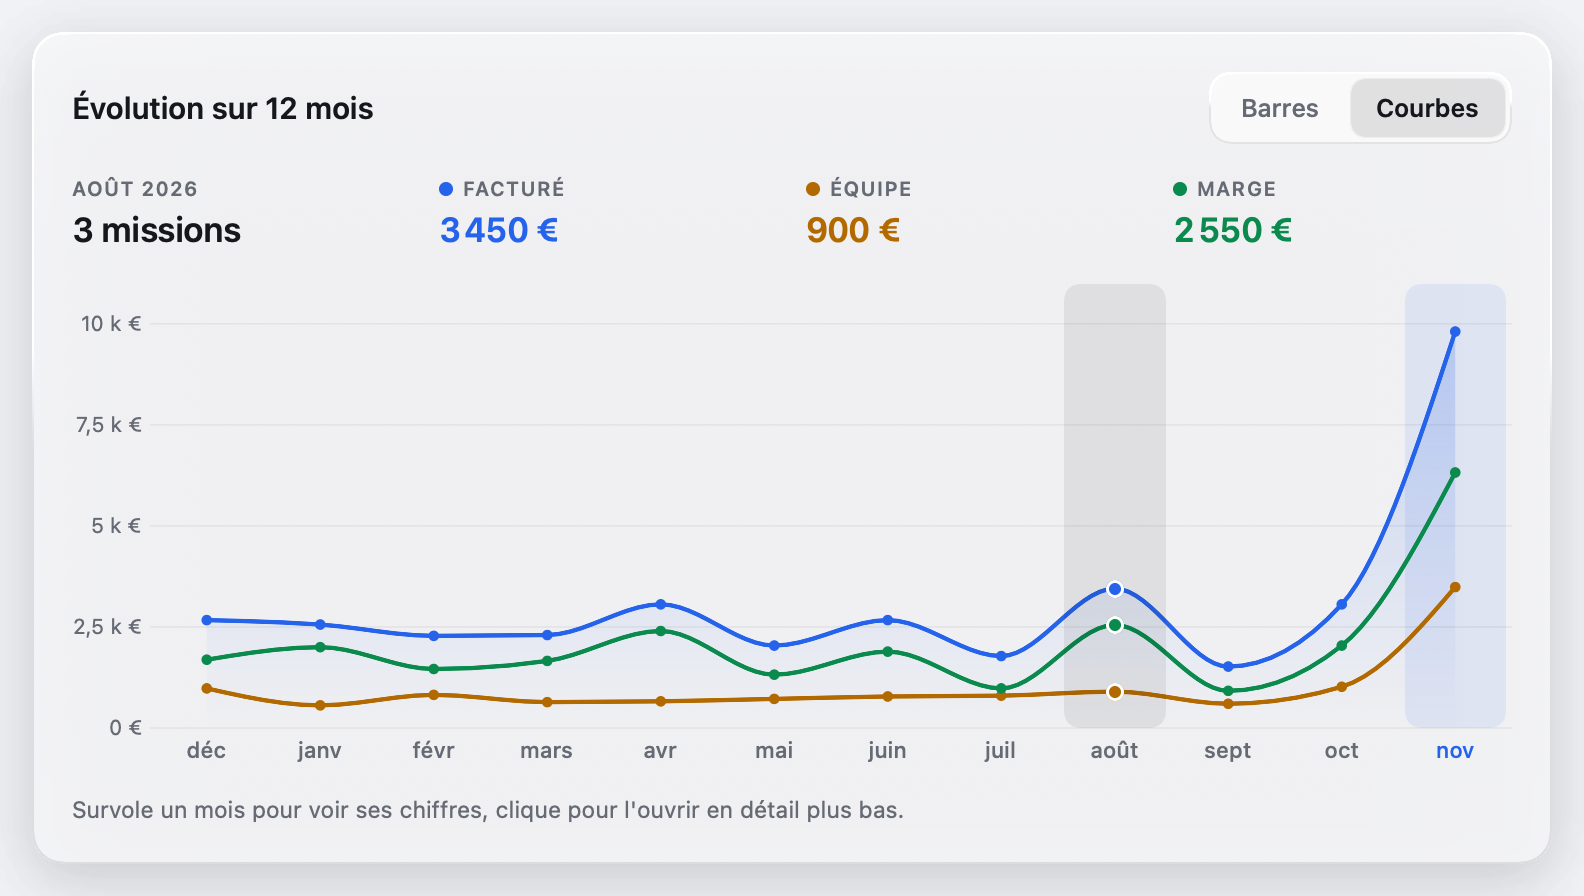 Évolution sur 12 mois
Barres
Courbes
AOÛT 2026
3 missions
FACTURÉ
3 450 €
ÉQUIPE
900 €
MARGE
2 550 €
10 k €
7,5 k €
5 k €
2,5 k €
0 €
déc janv févr mars avr mai juin juil août sept oct nov
Survole un mois pour voir ses chiffres, clique pour l'ouvrir en détail plus bas.